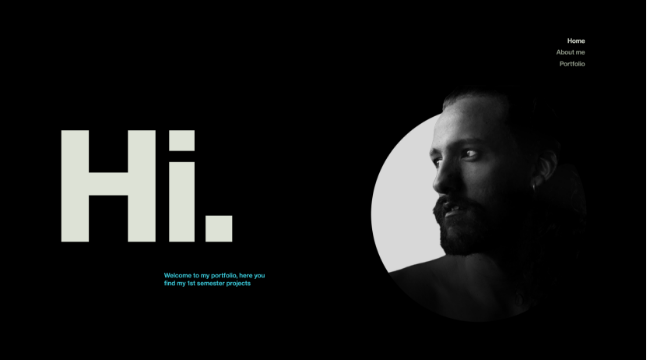 Home
About me
Portfolio
Hi.
Welcome to my portfolio, here you
find my 1st semester projects